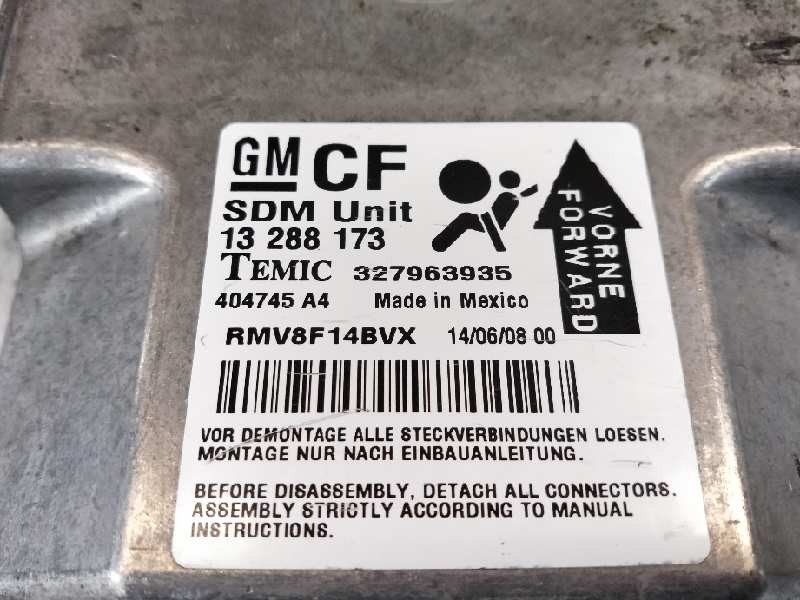 GM CF
SDM Unit
13 288 173
TEMIC 327963935
404745 A4 Made in Mexico
RMV8F14BVX 14/06/08 00
VORNE
FORWARD
VOR DEMONTAGE ALLE STECKVERBINDUNGEN LOESEN.
MONTAGE NUR NACH EINBAUANLEITUNG.
BEFORE DISASSEMBLY, DETACH ALL CONNECTORS.
ASSEMBLY STRICTLY ACCORDING TO MANUAL
INSTRUCTIONS.